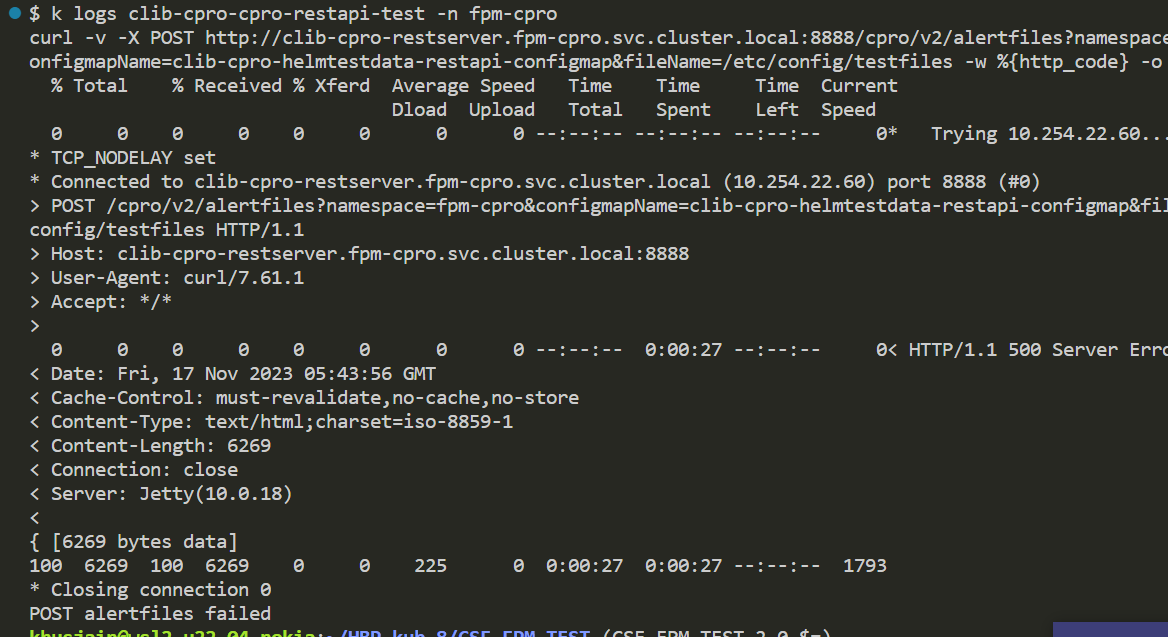 $ k logs clib-cpro-cpro-restapi-test -n fpm-cpro
curl -v -X POST http://clib-cpro-restserver.fpm-cpro.svc.cluster.local:8888/cpro/v2/alertfiles?namespace
onfigmapName=clib-cpro-helmtestdata-restapi-configmap&fileName=/etc/config/testfiles -w %{http_code} -o
% Total % Received % Xferd Average Speed Time Time Time Current
Dload Upload Total Spent Left Speed
0 0 0 0 0 0 0 0 --:--:-- --:--:-- --:--:-- 0* Trying 10.254.22.60...
* TCP_NODELAY set
* Connected to clib-cpro-restserver.fpm-cpro.svc.cluster.local (10.254.22.60) port 8888 (#0)
> POST /cpro/v2/alertfiles?namespace=fpm-cpro&configmapName=clib-cpro-helmtestdata-restapi-configmap&fil
config/testfiles HTTP/1.1
> Host: clib-cpro-restserver.fpm-cpro.svc.cluster.local:8888
> User-Agent: curl/7.61.1
> Accept: */*
>
0 0 0 0 0 0 0 0 --:--:-- 0:00:27 --:--:-- 0< HTTP/1.1 500 Server Erro
< Date: Fri, 17 Nov 2023 05:43:56 GMT
< Cache-Control: must-revalidate,no-cache,no-store
< Content-Type: text/html;charset=iso-8859-1
< Content-Length: 6269
< Connection: close
< Server: Jetty(10.0.18)
<
{ [6269 bytes data]
100 6269 100 6269 0 0 225 0 0:00:27 0:00:27 --:--:-- 1793
* Closing connection 0
POST alertfiles failed